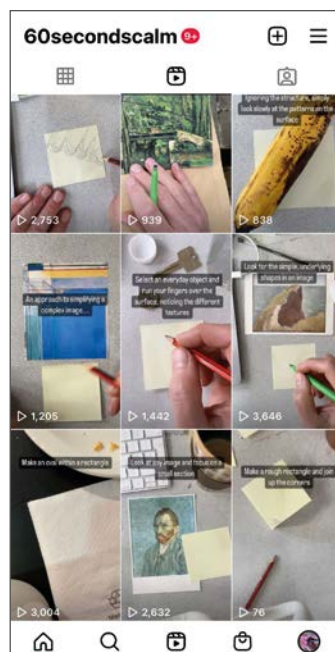 60secondscalm 9+
Ignoring the structure, simply
look slowly at the patterns on the
surface
2,753
939
838
An approach to simplifying a
complex image...
Select an everyday object and
run your fingers over the
surface, noticing the different
textures
Look for the simple, underlying
shapes in an image
1,205
1,442
3,646
Make an oval within a rectangle
Look at any image and focus on a
small section
Make a rough rectangle and join
up the corners
3,004
2,632
76